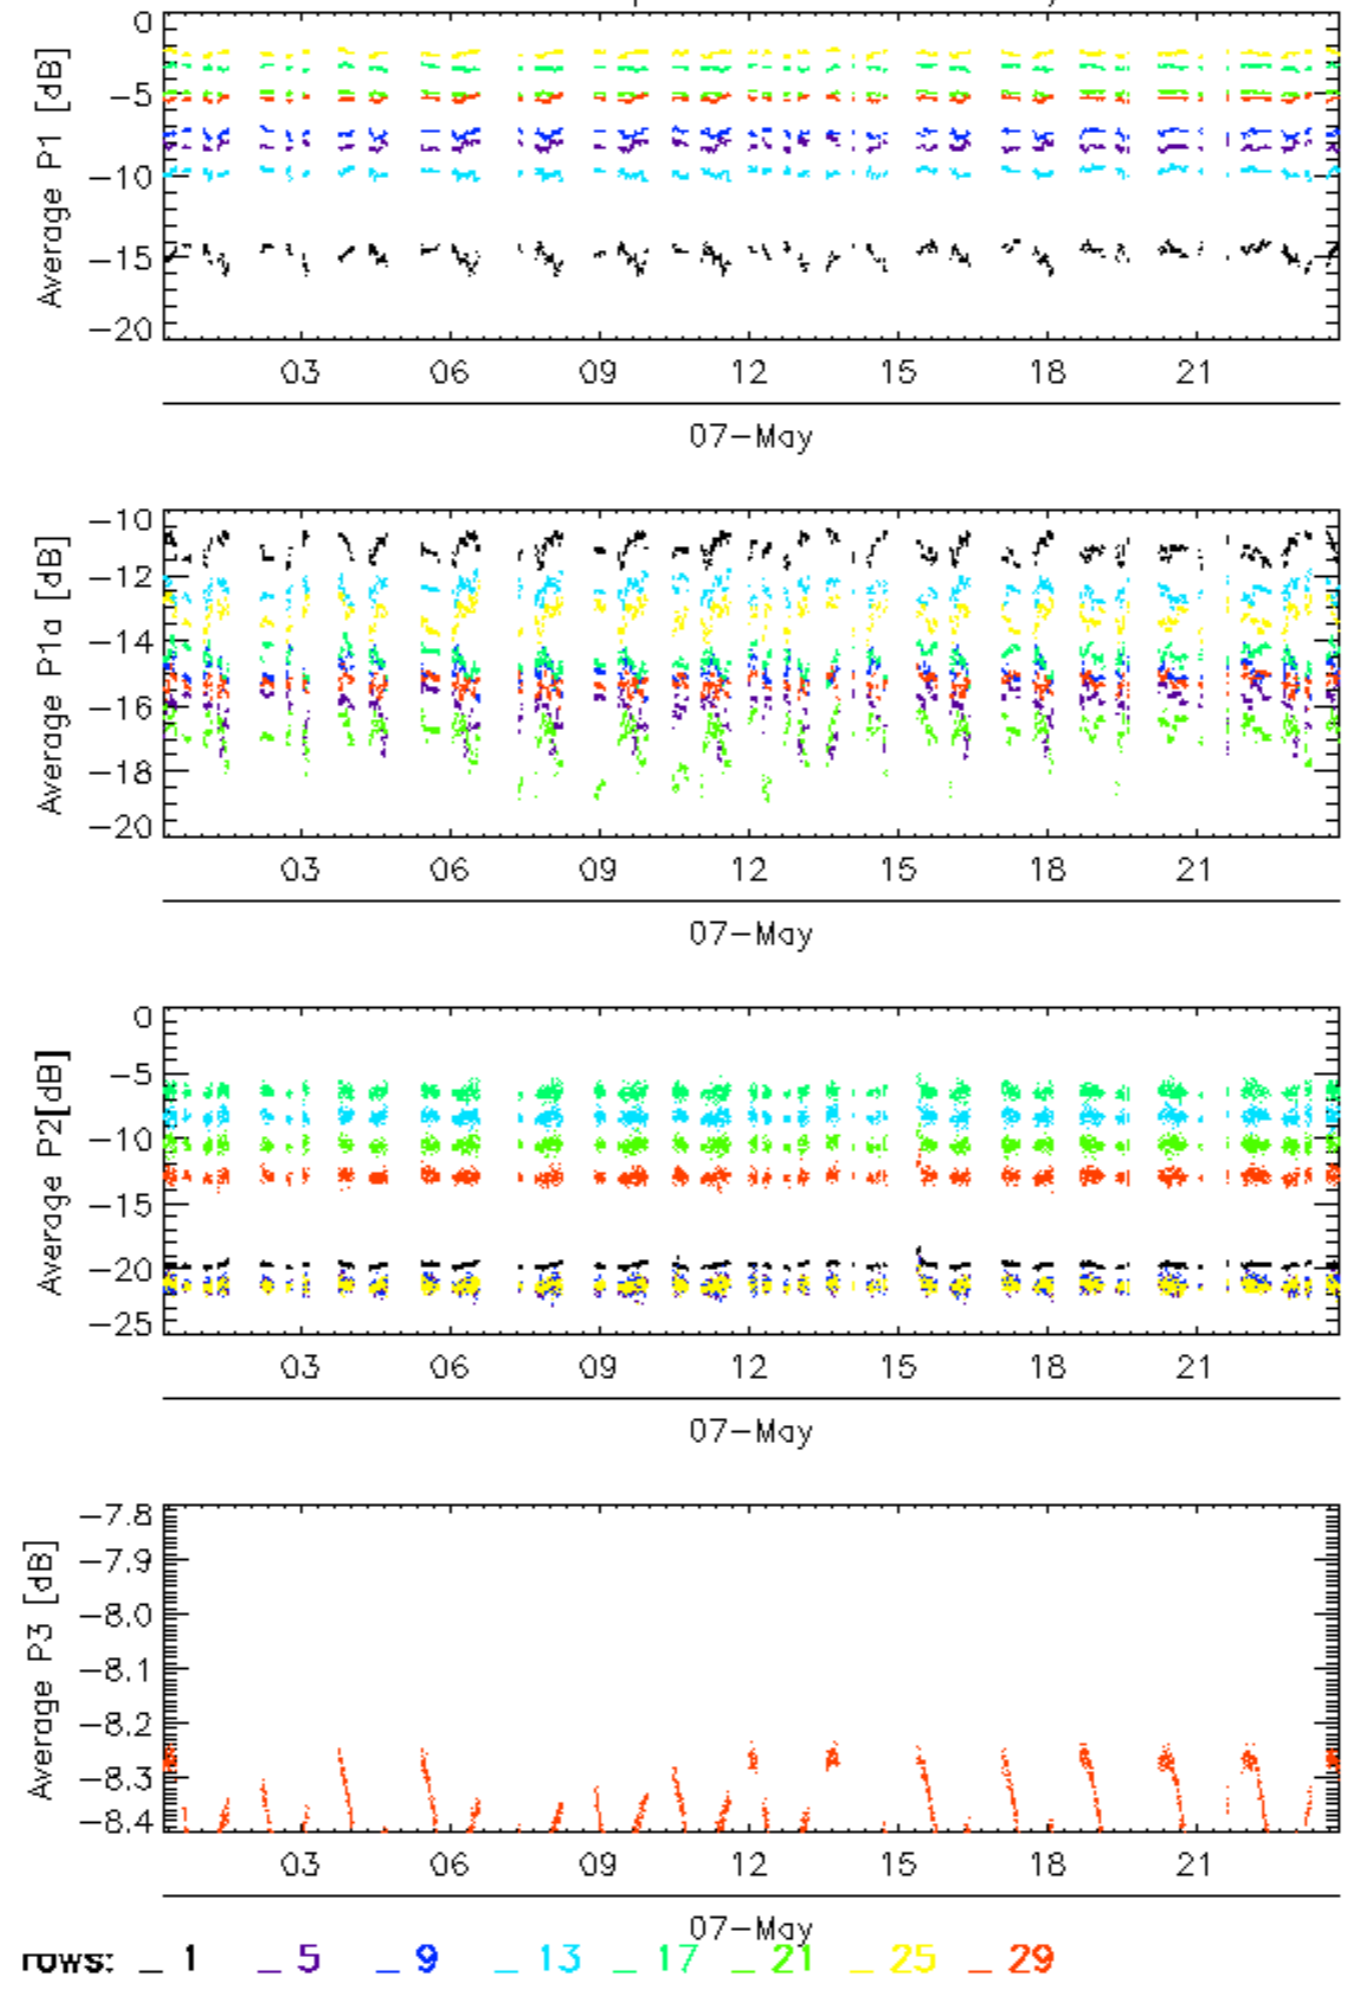 0
−5
−10
−15
−20
Average P1 [dB]
03 06 09 12 15 18 21
07−May
−10
−12
−14
−16
−18
−20
Average P1a [dB]
03 06 09 12 15 18 21
07−May
0
−5
−10
−15
−20
−25
Average P2[dB]
03 06 09 12 15 18 21
07−May
−7.8
−7.9
−8.0
−8.1
−8.2
−8.3
−8.4
Average P3 [dB]
03 06 09 12 15 18 21
07−May
rows: _ 1 _ 5 _ 9 _ 13 _ 17 _ 21 _ 25 _ 29